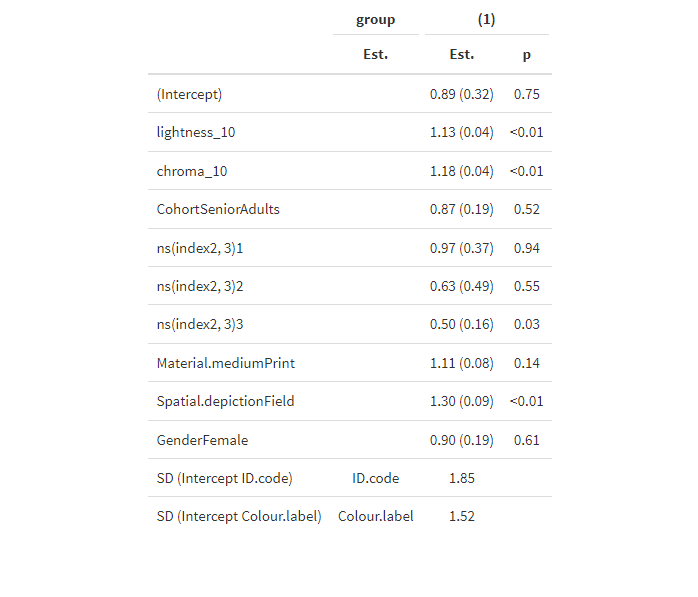 group (1)
Est. Est. p
(Intercept) 0.89 (0.32) 0.75
lightness_10 1.13 (0.04) <0.01
chroma_10 1.18 (0.04) <0.01
CohortSeniorAdults 0.87 (0.19) 0.52
ns(index2, 3)1 0.97 (0.37) 0.94
ns(index2, 3)2 0.63 (0.49) 0.55
ns(index2, 3)3 0.50 (0.16) 0.03
Material.mediumPrint 1.11 (0.08) 0.14
Spatial.depictionField 1.30 (0.09) <0.01
GenderFemale 0.90 (0.19) 0.61
SD (Intercept ID.code) ID.code 1.85
SD (Intercept Colour.label) Colour.label 1.52